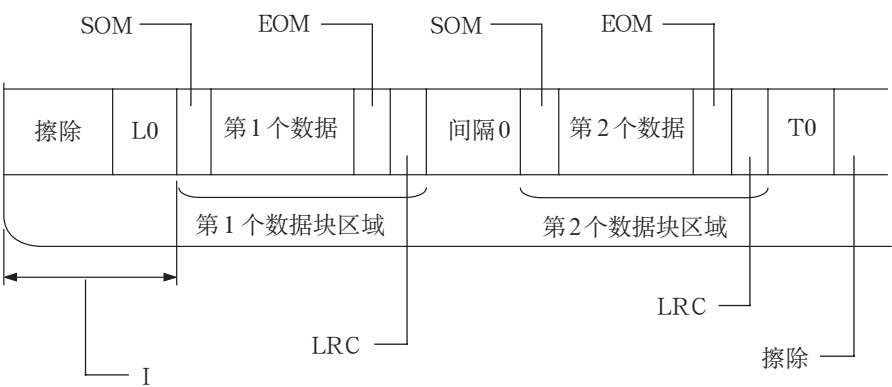 SOM EOM SOM EOM
擦除 L0 第1个数据 间隔0 第2个数据 T0
第1个数据块区域 第2个数据块区域
LRC LRC
擦除
I